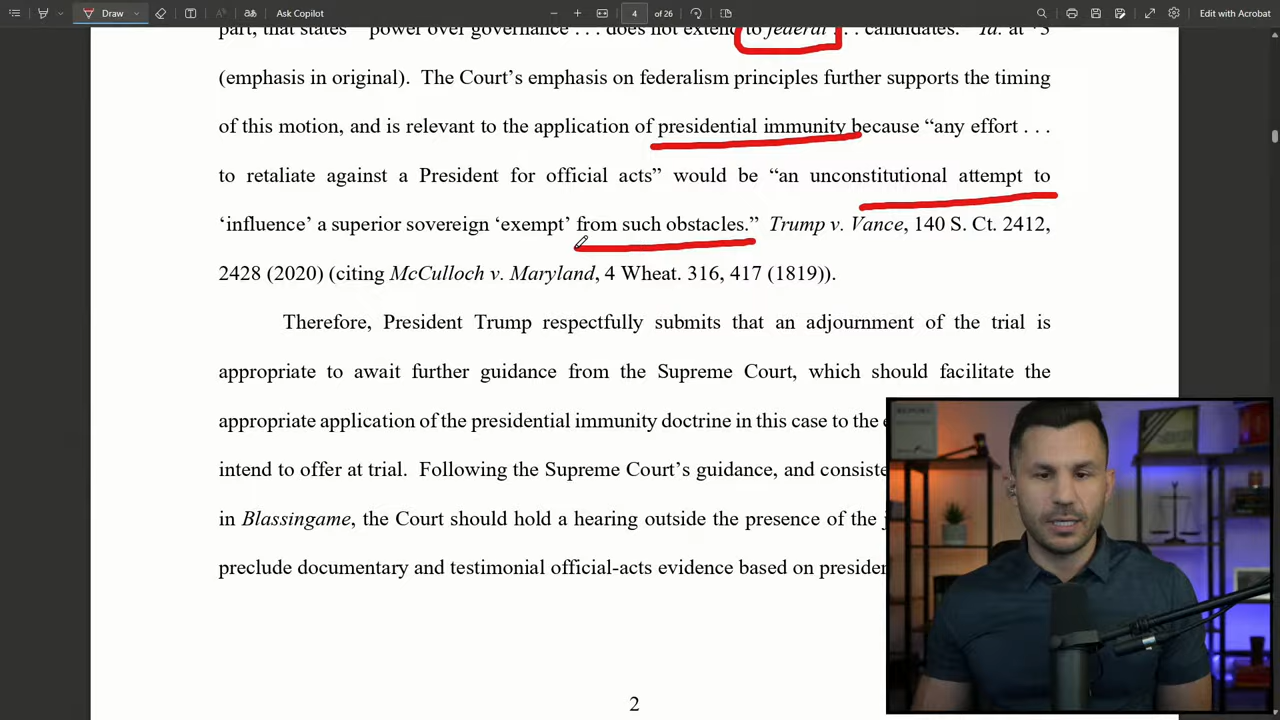 Draw
Ask Copilot
4 of 26
Edit with Acrobat
part, that states power over governance . . . does not extend to federal . . . candidates. Id. at *3
(emphasis in original). The Court’s emphasis on federalism principles further supports the timing
of this motion, and is relevant to the application of presidential immunity because “any effort . . .
to retaliate against a President for official acts” would be “an unconstitutional attempt to
‘influence’ a superior sovereign ‘exempt’ from such obstacles.” Trump v. Vance, 140 S. Ct. 2412,
2428 (2020) (citing McCulloch v. Maryland, 4 Wheat. 316, 417 (1819)).
Therefore, President Trump respectfully submits that an adjournment of the trial is
appropriate to await further guidance from the Supreme Court, which should facilitate the
appropriate application of the presidential immunity doctrine in this case to the
intend to offer at trial. Following the Supreme Court’s guidance, and
in Blassingame, the Court should hold a hearing outside the presence of the
preclude documentary and testimonial official-acts evidence based on
2